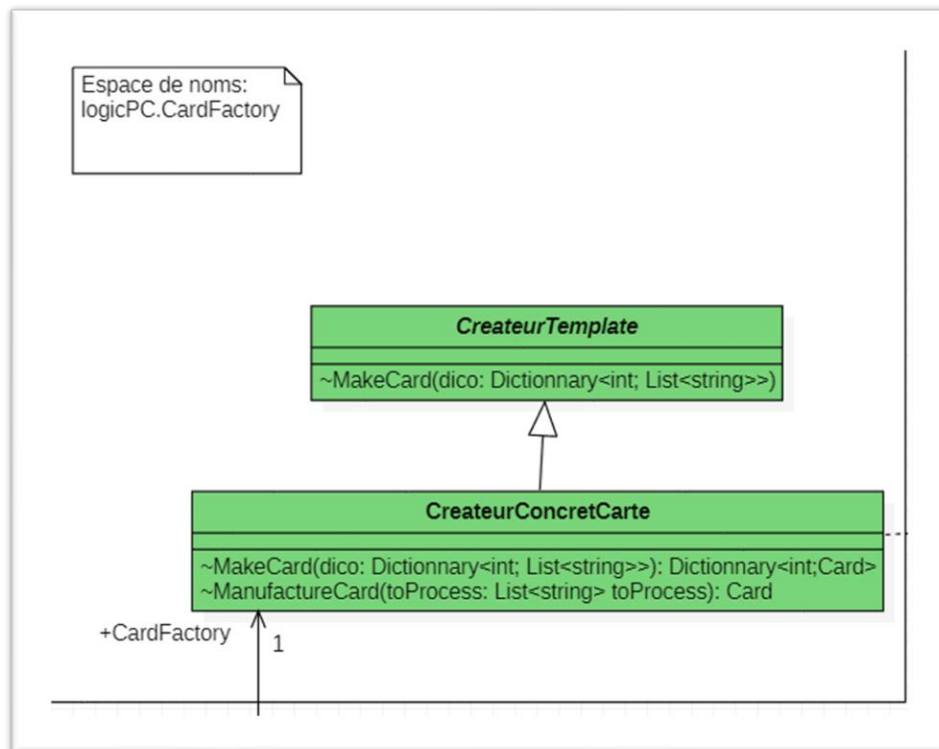 Espace de noms:
logicPC.CardFactory
CreateurTemplate
~MakeCard(dico: Dictionnary<int; List<string>>)
CreateurConcretCarte
~MakeCard(dico: Dictionnary<int; List<string>>): Dictionnary<int;Card>
~ManufactureCard(toProcess: List<string> toProcess): Card
+CardFactory
1